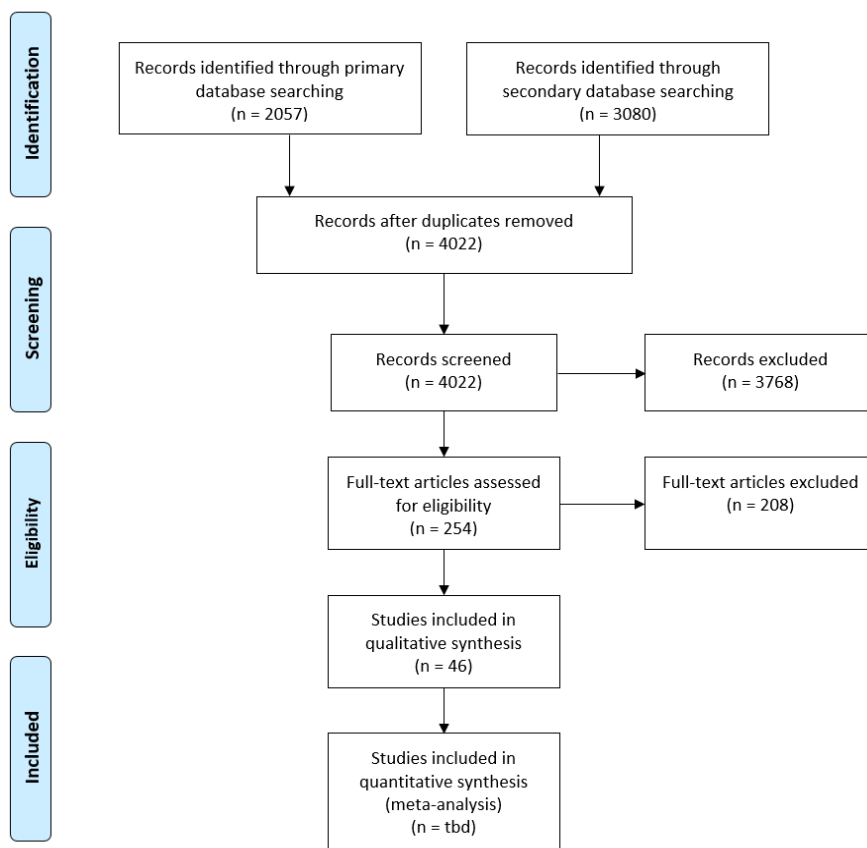 Identification
Records identified through primary
database searching
(n = 2057)
Records identified through
secondary database searching
(n = 3080)
Records after duplicates removed
(n = 4022)
Screening
Records screened
(n = 4022)
Records excluded
(n = 3768)
Eligibility
Full-text articles assessed
for eligibility
(n = 254)
Full-text articles excluded
(n = 208)
Studies included in
qualitative synthesis
(n = 46)
Included
Studies included in
quantitative synthesis
(meta-analysis)
(n = tbd)